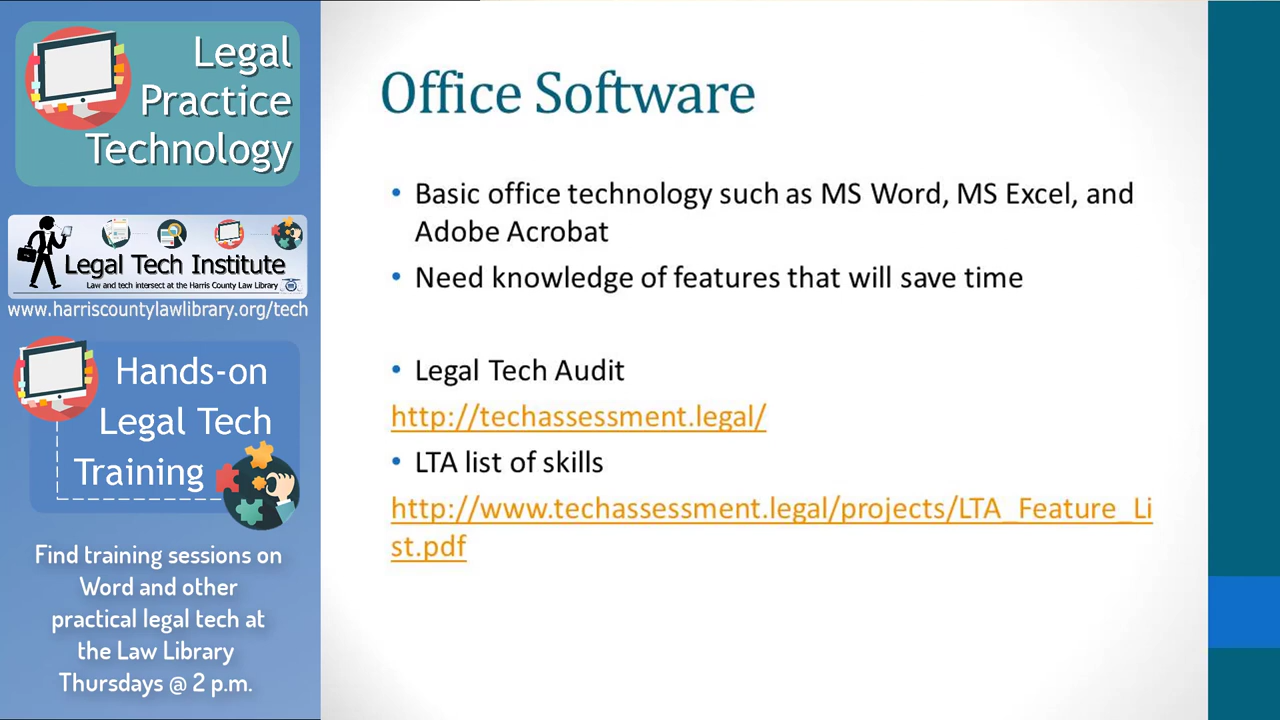 Legal
Practice
Technology
Legal Tech Institute
Law and tech intersect at the Harris County Law Library
www.harriscountylawlibrary.org/tech
Hands-on
Legal Tech
Training
Find training sessions on
Word and other
practical legal tech at
the Law Library
Thursdays @ 2 p.m.
Office Software
• Basic office technology such as MS Word, MS Excel, and
Adobe Acrobat
• Need knowledge of features that will save time
• Legal Tech Audit
http://techassessment.legal/
• LTA list of skills
http://www.techassessment.legal/projects/LTA_Feature_Li
st.pdf